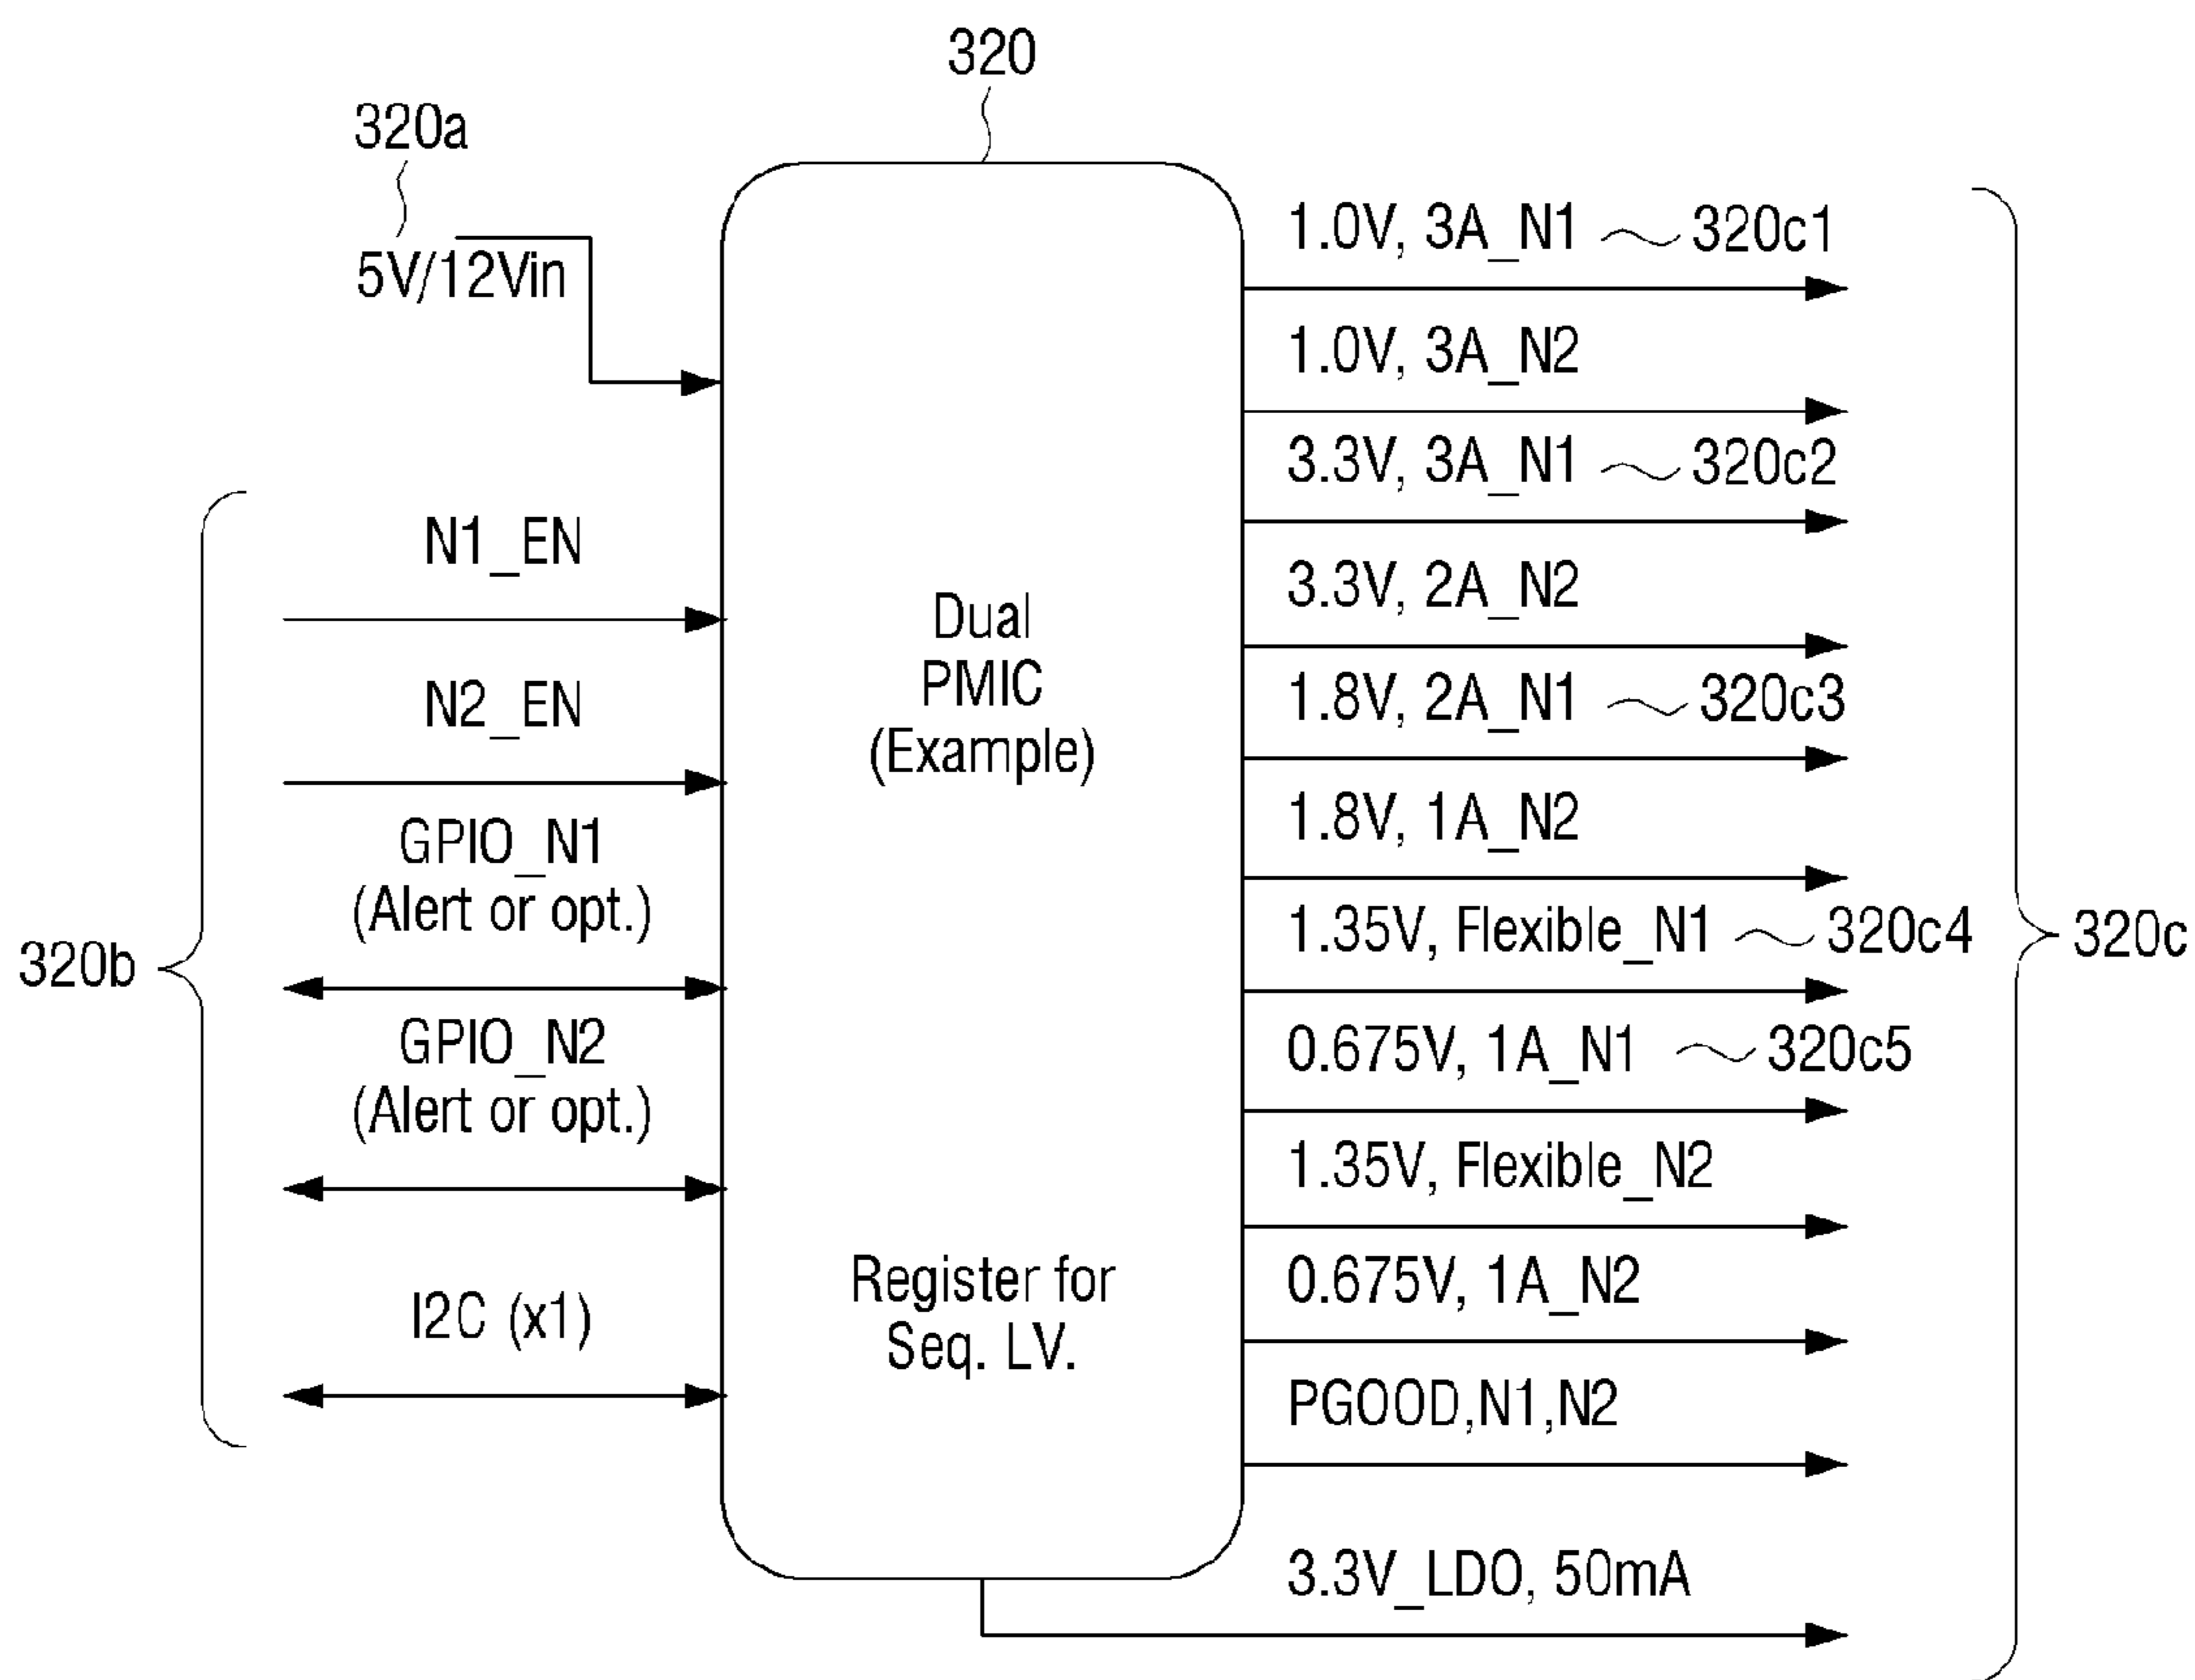 320
320a
5V/12Vin
320b
N1_EN
N2_EN
GPIO_N1
(Alert or opt.)
GPIO_N2
(Alert or opt.)
I2C (x1)
Dual
PMIC
(Example)
Register for
Seq. LV.
1.0V, 3A_N1 320c1
1.0V, 3A_N2
3.3V, 3A_N1 320c2
3.3V, 2A_N2
1.8V, 2A_N1 320c3
1.8V, 1A_N2
1.35V, Flexible_N1 320c4
0.675V, 1A_N1 320c5
1.35V, Flexible_N2
0.675V, 1A_N2
PGOOD,N1,N2
3.3V_LDO, 50mA
320c